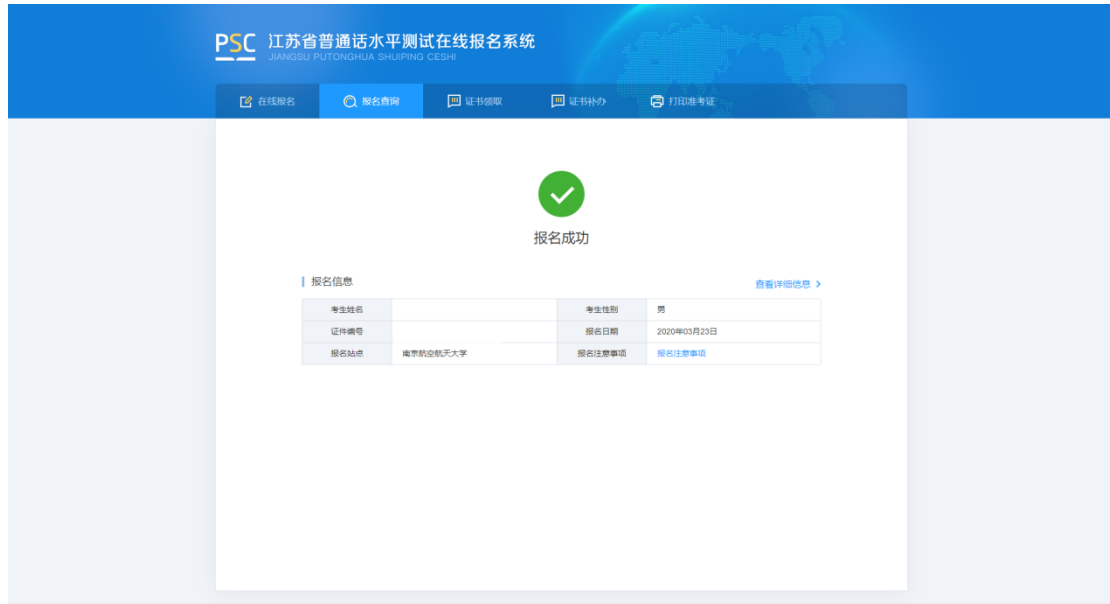 PSC 江苏省普通话水平测试在线报名系统
JIANGSU PUTONGHUA SHUIPING CESHI
在线报名 报名查询 证书领取 证书补办 打印准考证
报名成功
报名信息 查看详细信息
考生姓名 考生性别 男
证件编号 报名日期 2020年03月23日
报名站点 南京航空航天大学 报名注意事项 报名注意事项